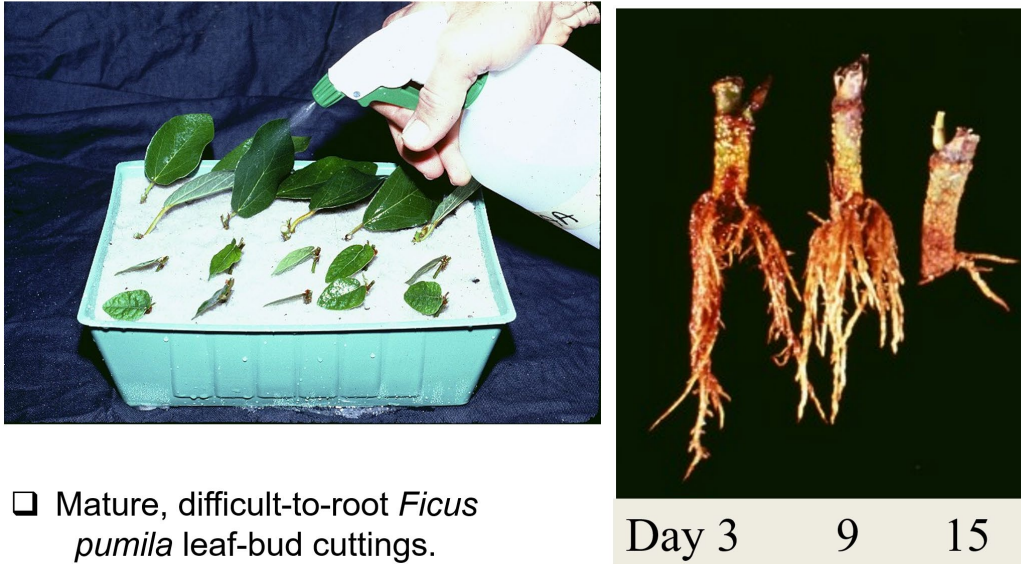 ❑ Mature, difficult-to-root Ficus
pumila leaf-bud cuttings.
Day 3 9 15